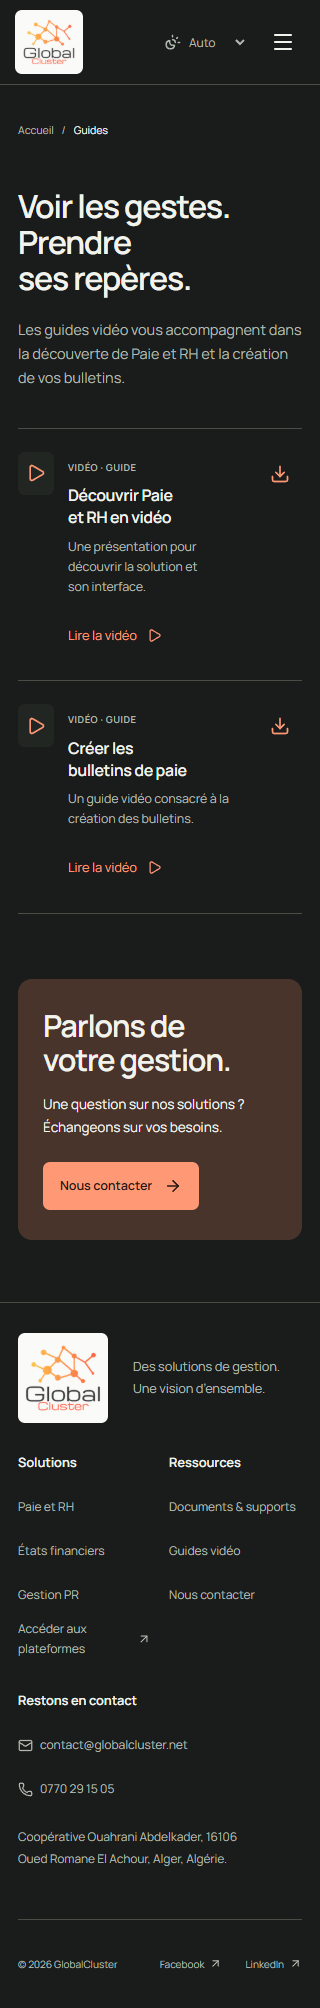 Global
Cluster
Auto
Accueil / Guides
Voir les gestes.
Prendre
ses repères.
Les guides vidéo vous accompagnent dans
la découverte de Paie et RH et la création
de vos bulletins.
VIDÉO · GUIDE
Découvrir Paie
et RH en vidéo
Une présentation pour
découvrir la solution et
son interface.
Lire la vidéo
VIDÉO · GUIDE
Créer les
bulletins de paie
Un guide vidéo consacré à la
création des bulletins.
Lire la vidéo
Parlons de
votre gestion.
Une question sur nos solutions ?
Échangeons sur vos besoins.
Nous contacter
Global
Cluster
Des solutions de gestion.
Une vision d'ensemble.
Solutions
Paie et RH
États financiers
Gestion PR
Accéder aux
plateformes
Ressources
Documents & supports
Guides vidéo
Nous contacter
Restons en contact
contact@globalcluster.net
0770 29 15 05
Coopérative Ouahrani Abdelkader, 16106
Oued Romane El Achour, Alger, Algérie.
© 2026 GlobalCluster
Facebook
LinkedIn